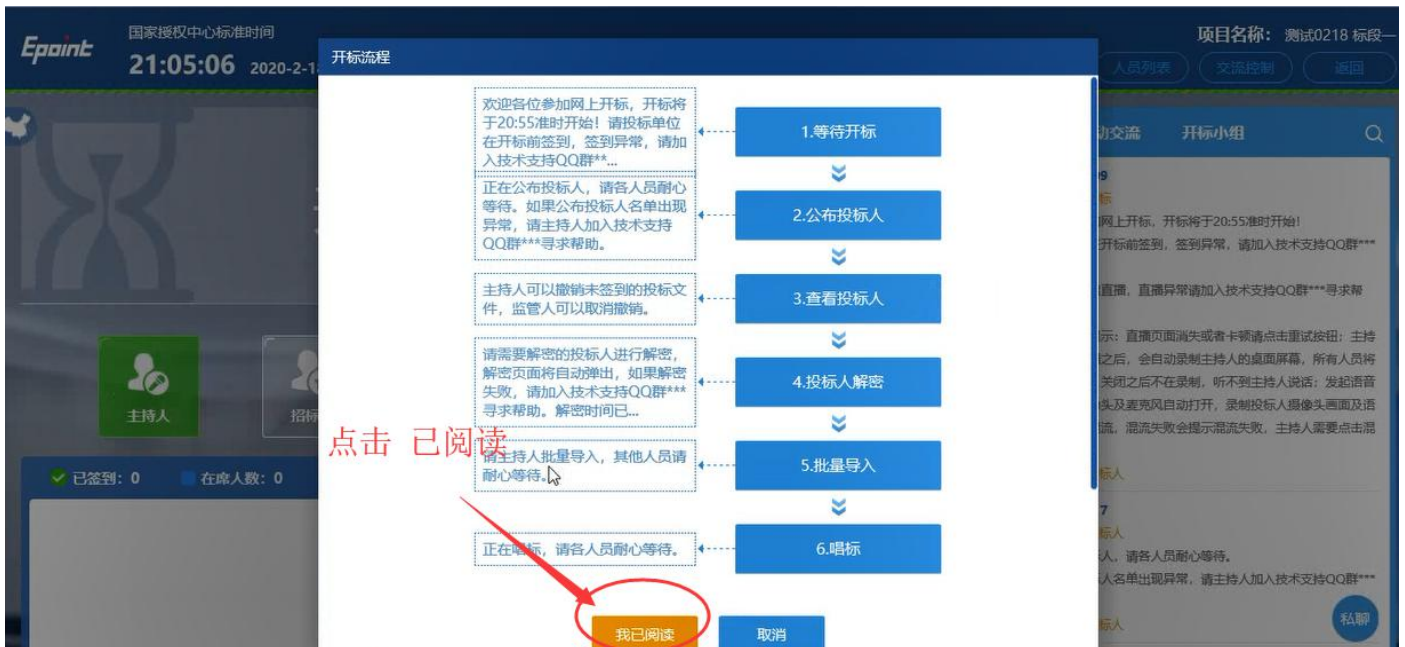 Epoint
国家授权中心标准时间
21:05:06 2020-2-1
项目名称： 测试0218 标段一
人员列表
交流控制
返回
开标流程
欢迎各位参加网上开标，开标将
于20:55准时开始！请投标单位
在开标前签到，签到异常，请加
入技术支持QQ群**...
1.等待开标
正在公布投标人，请各人员耐心
等待。如果公布投标人名单出现
异常，请主持人加入技术支持
QQ群***寻求帮助。
2.公布投标人
主持人可以撤销未签到的投标文
件，监管人可以取消撤销。
3.查看投标人
请需要解密的投标人进行解密，
解密页面将自动弹出，如果解密
失败，请加入技术支持QQ群***
寻求帮助。解密时间已...
4.投标人解密
点击 已阅读
请主持人批量导入，其他人员请
耐心等待。
5.批量导入
正在唱标，请各人员耐心等待。
6.唱标
我已阅读
取消
主持人
招标
已签到：0
在席人数：0
动交流
开标小组
标
网上开标，开标将于20:55准时开始!
开标前签到，签到异常，请加入技术支持QQ群***
直播，直播异常请加入技术支持QQ群***寻求帮
示：直播页面消失或者卡顿请点击重试按钮；主持
之后，会自动录制主持人的桌面屏幕，所有人员将
关闭之后不在录制，听不到主持人说话；发起语音
头及麦克风自动打开，录制投标人摄像头画面及语
流，混流失败会提示混流失败，主持人需要点击混
标人
7
标人
人，请各人员耐心等待。
人名单出现异常，请主持人加入技术支持QQ群***
标人
私聊